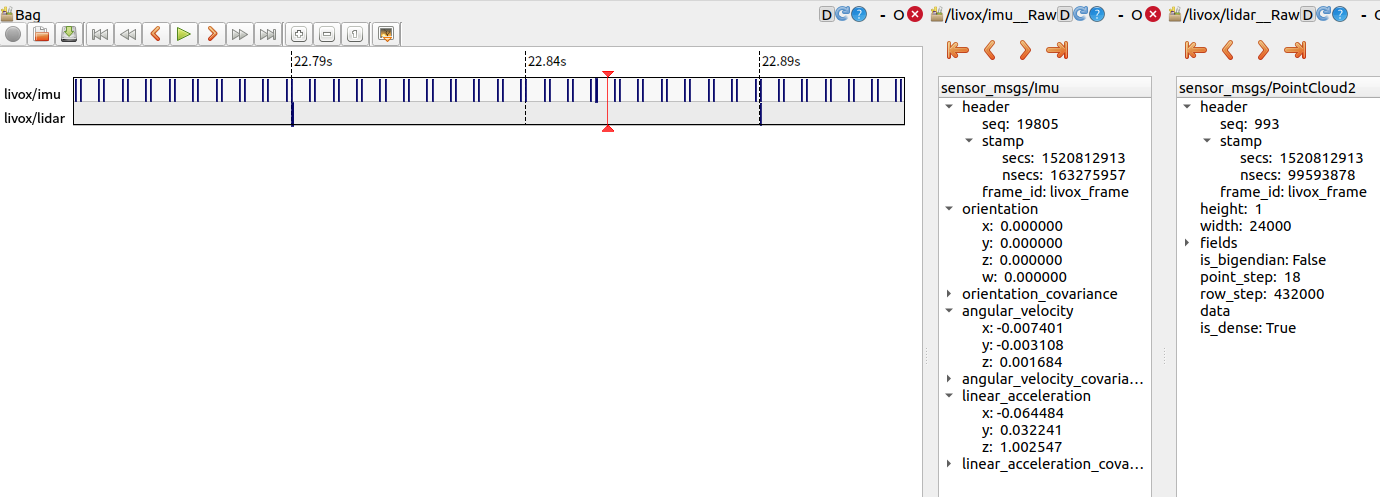 Bag
D
?
- O
22.79s
22.84s
22.89s
livox/imu
livox/lidar
/livox/imu__Raw
D
?
- O
sensor_msgs/Imu
header
seq: 19805
stamp
secs: 1520812913
nsecs: 163275957
frame_id: livox_frame
orientation
x: 0.000000
y: 0.000000
z: 0.000000
w: 0.000000
orientation_covariance
angular_velocity
x: -0.007401
y: -0.003108
z: 0.001684
angular_velocity_covaria...
linear_acceleration
x: -0.064484
y: 0.032241
z: 1.002547
linear_acceleration_cova...
/livox/lidar__Raw
D
?
-
sensor_msgs/PointCloud2
header
seq: 993
stamp
secs: 1520812913
nsecs: 99593878
frame_id: livox_frame
height: 1
width: 24000
fields
is_bigendian: False
point_step: 18
row_step: 432000
data
is_dense: True